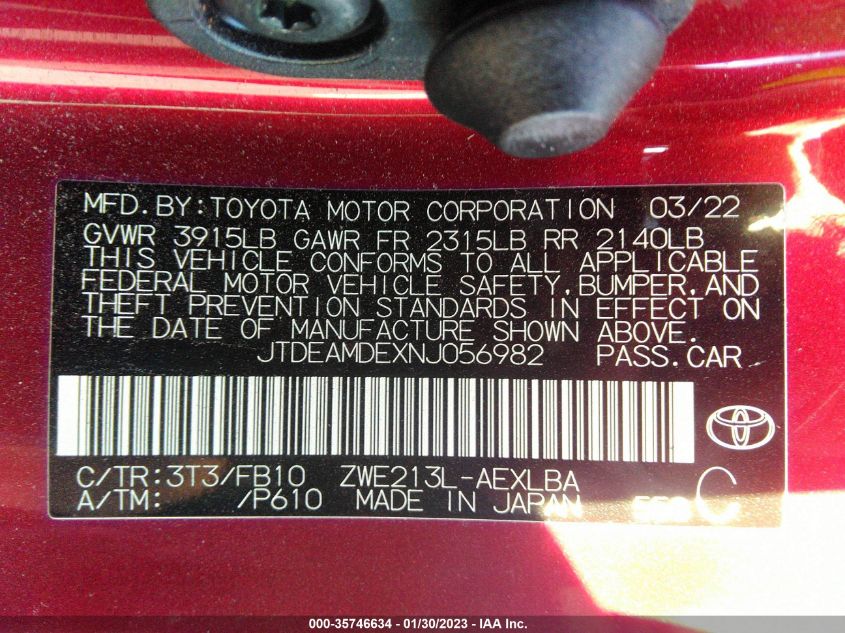 MFD.BY:TOYOTA MOTOR CORPORATION 03/22
GVWR 3915LB GAWR FR 2315LB RR 2140LB
THIS VEHICLE CONFORMS TO ALL APPLICABLE
FEDERAL MOTOR VEHICLE SAFETY,BUMPER,AND
THEFT PREVENTION STANDARDS IN EFFECT ON
THE DATE OF MANUFACTURE SHOWN ABOVE.
JTDEAMDEXNJ056982 PASS.CAR
C/TR:3T3/FB10 ZWE213L-AEXLBA
A/TM: /P610 MADE IN JAPAN C
000-35746634 - 01/30/2023 - IAA Inc.